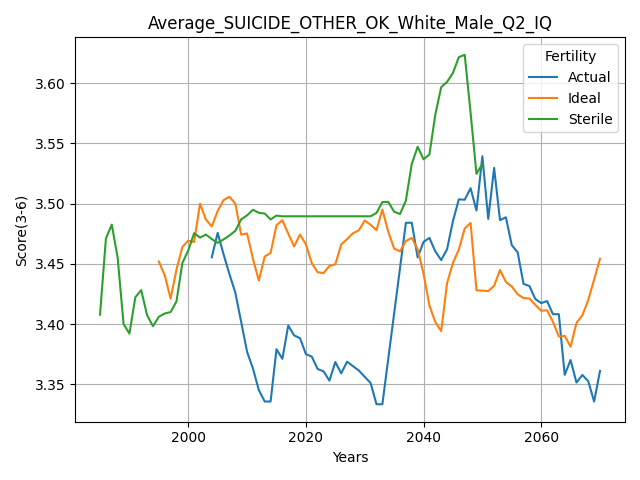 Average_SUICIDE_OTHER_OK_White_Male_Q2_IQ
Fertility
Actual
Ideal
Sterile
Score(3-6)
3.60
3.55
3.50
3.45
3.40
3.35
2000
2020
2040
2060
Years